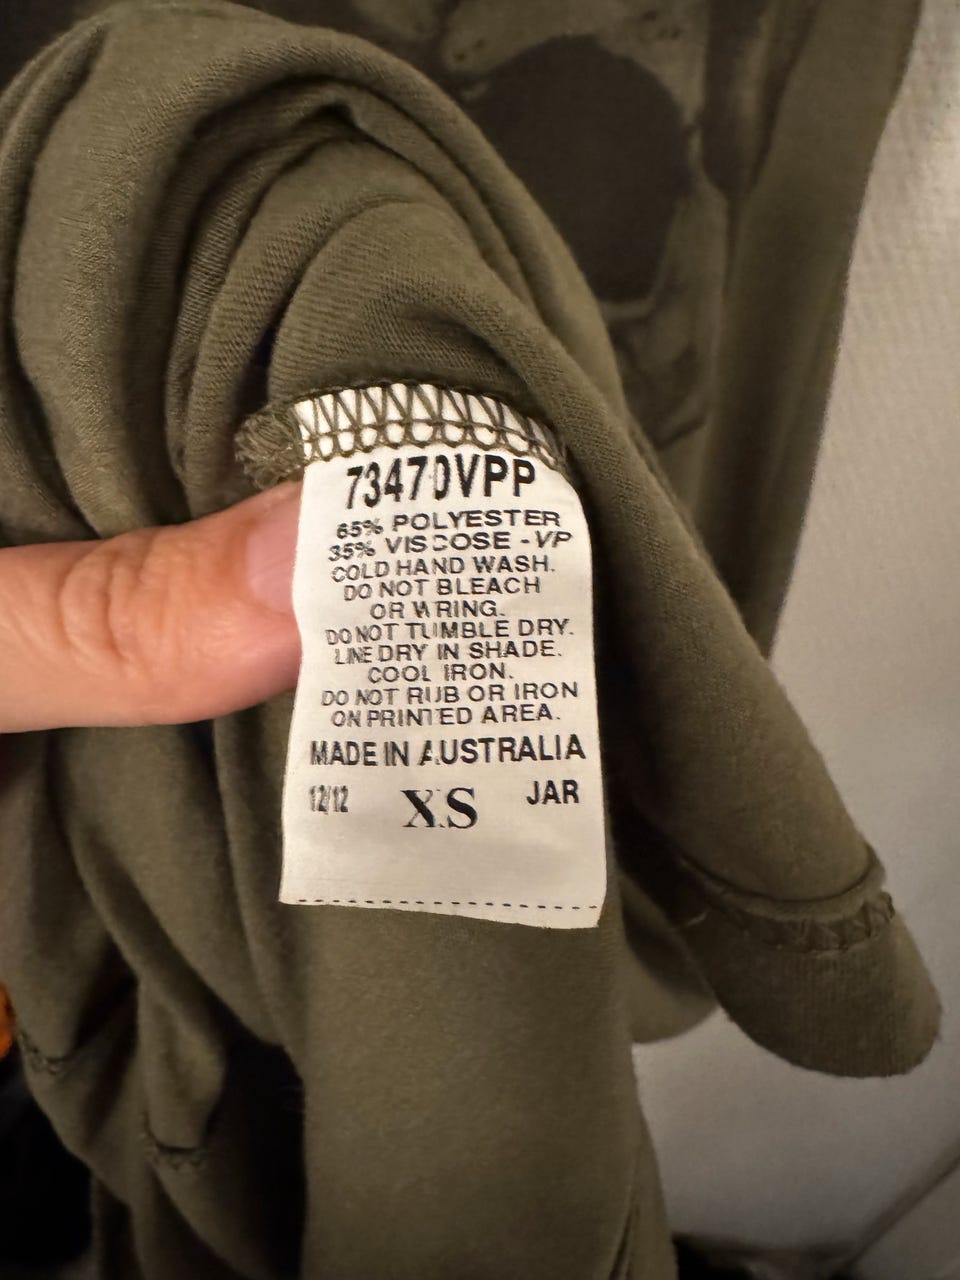 73470VPP
65% POLYESTER
35% VISCOSE - VP
COLD HAND WASH.
DO NOT BLEACH
OR WRING.
DO NOT TUMBLE DRY.
LINE DRY IN SHADE.
COOL IRON.
DO NOT RUB OR IRON
ON PRINTED AREA.
MADE IN AUSTRALIA
12/12 XS JAR